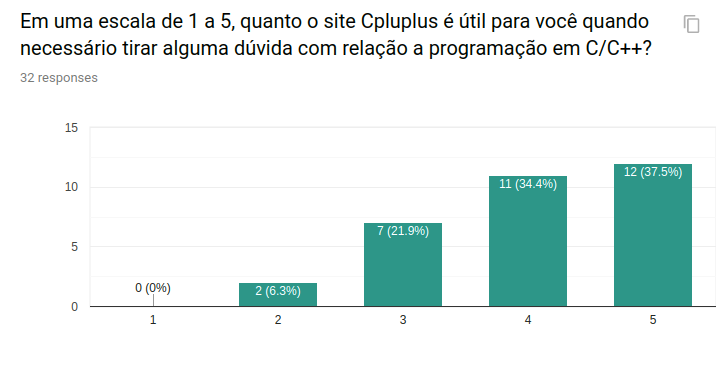 Em uma escala de 1 a 5, quanto o site Cpluplus é útil para você quando
necessário tirar alguma dúvida com relação a programação em C/C++?
32 responses
15
10
5
0
0 (0%)
2 (6.3%)
7 (21.9%)
11 (34.4%)
12 (37.5%)
1 2 3 4 5